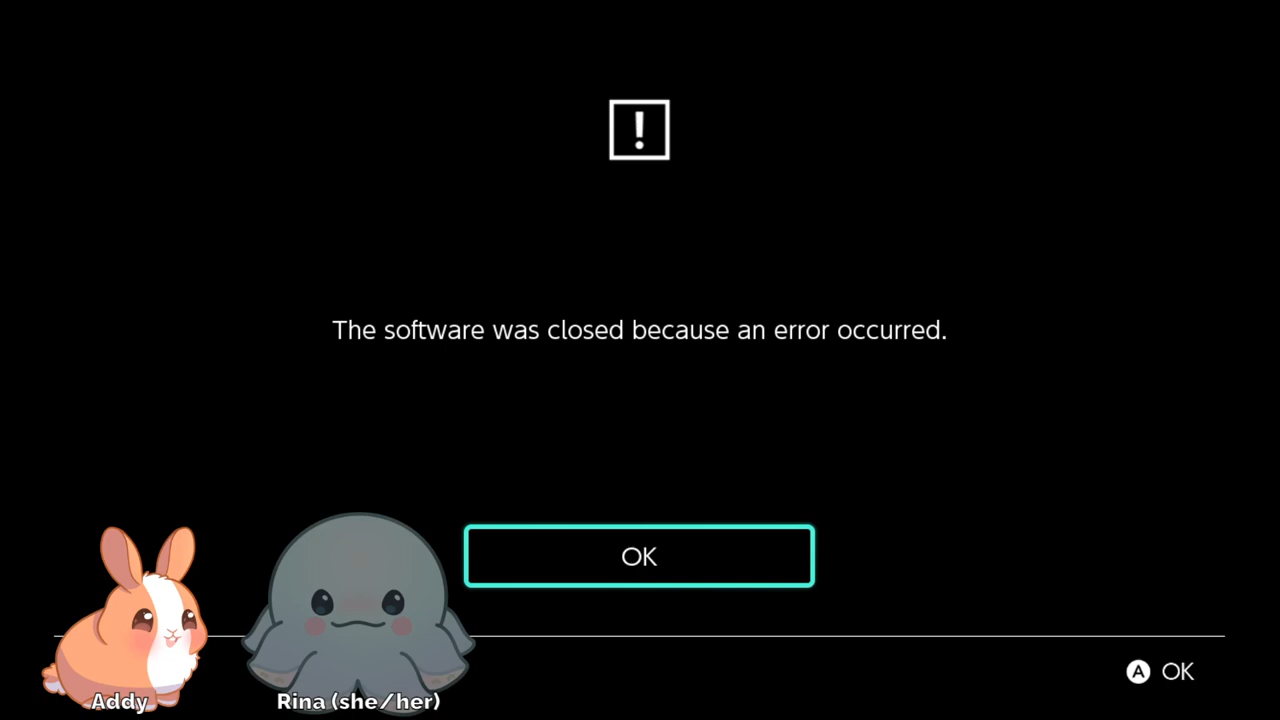 !
The software was closed because an error occurred.
OK
A OK
Addy
Rina (she/her)